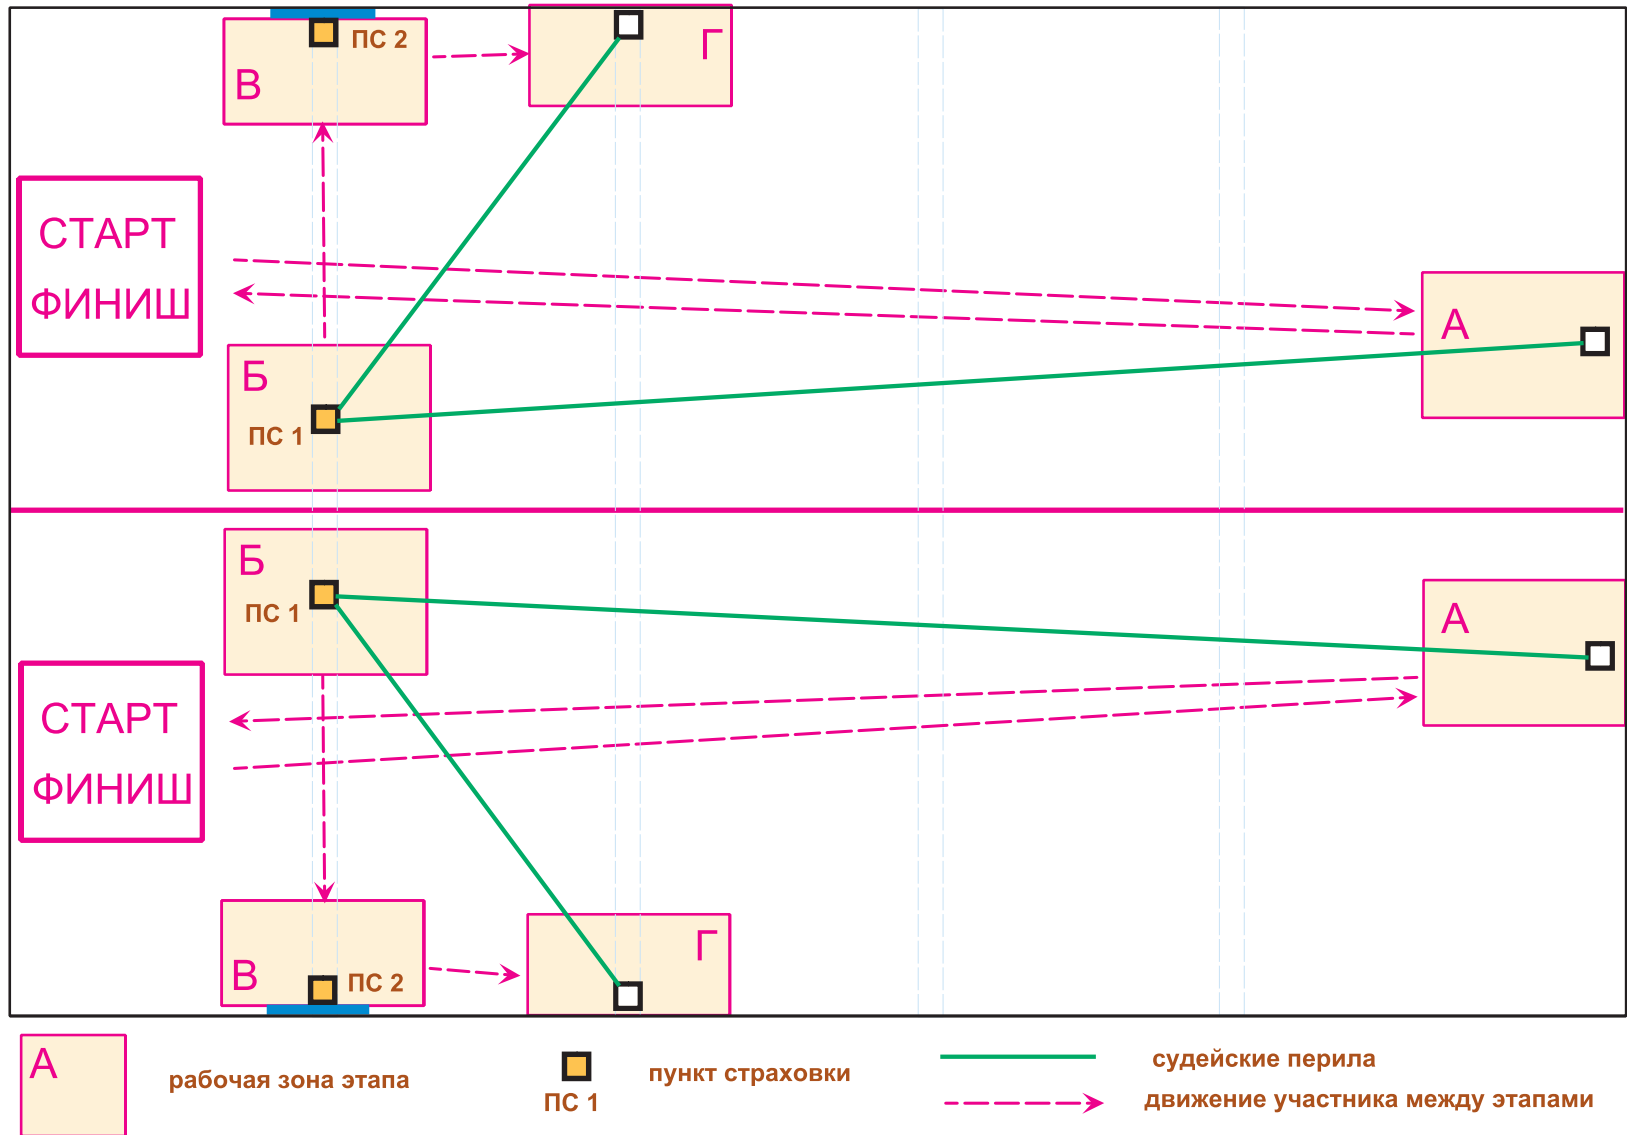 ПС 2
В
Г
СТАРТ
ФИНИШ
А
Б
ПС 1
Б
ПС 1
А
СТАРТ
ФИНИШ
В
ПС 2
Г
А
рабочая зона этапа
ПС 1
пункт страховки
судейские перила
движение участника между этапами